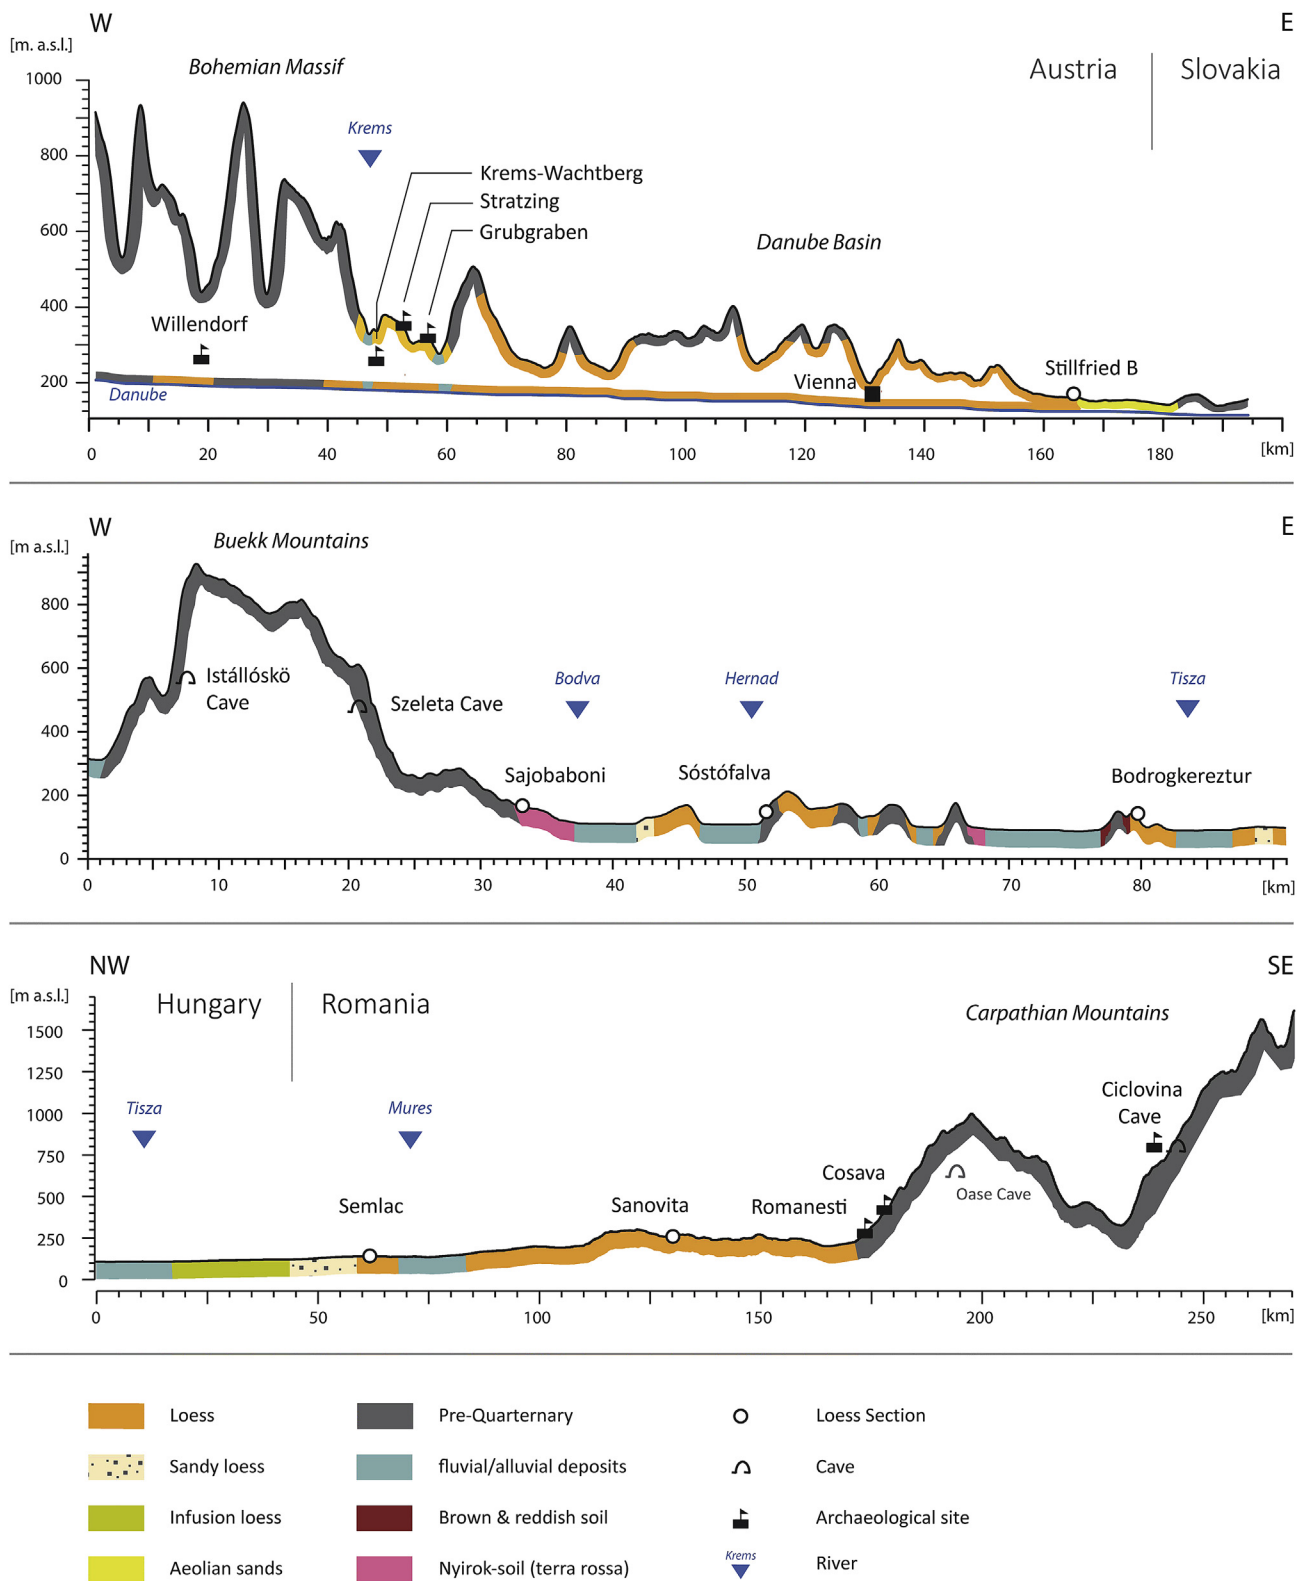 W
E
[m. a.s.l.]
Bohemian Massif
Austria
Slovakia
1000
Krems
800
Krems-Wachtberg
Stratzing
600
Grubgraben
Danube Basin
400
Willendorf
Stillfried B
Vienna
200
Danube
0 20 40 60 80 100 120 140 160 180 [km]
W
E
[m a.s.l.]
Buekk Mountains
800
600
Istállóskö
Cave
Bodva
Hernad
Tisza
Szeleta Cave
400
Sajobaboni
Sóstófalva
Bodrogkereztur
200
0
0 10 20 30 40 50 60 70 80 [km]
NW
SE
[m a.s.l.]
Hungary
Romania
Carpathian Mountains
1500
1250
Ciclovina
Cave
Tisza
Mures
1000
750
Cosava
Oase Cave
500
Semlac
Sanovita
Romanesti
250
0
0 50 100 150 200 250 [km]
Loess
Pre-Quarternary
Loess Section
Sandy loess
fluvial/alluvial deposits
Cave
Infusion loess
Brown & reddish soil
Archaeological site
Krems
River
Aeolian sands
Nyirok-soil (terra rossa)